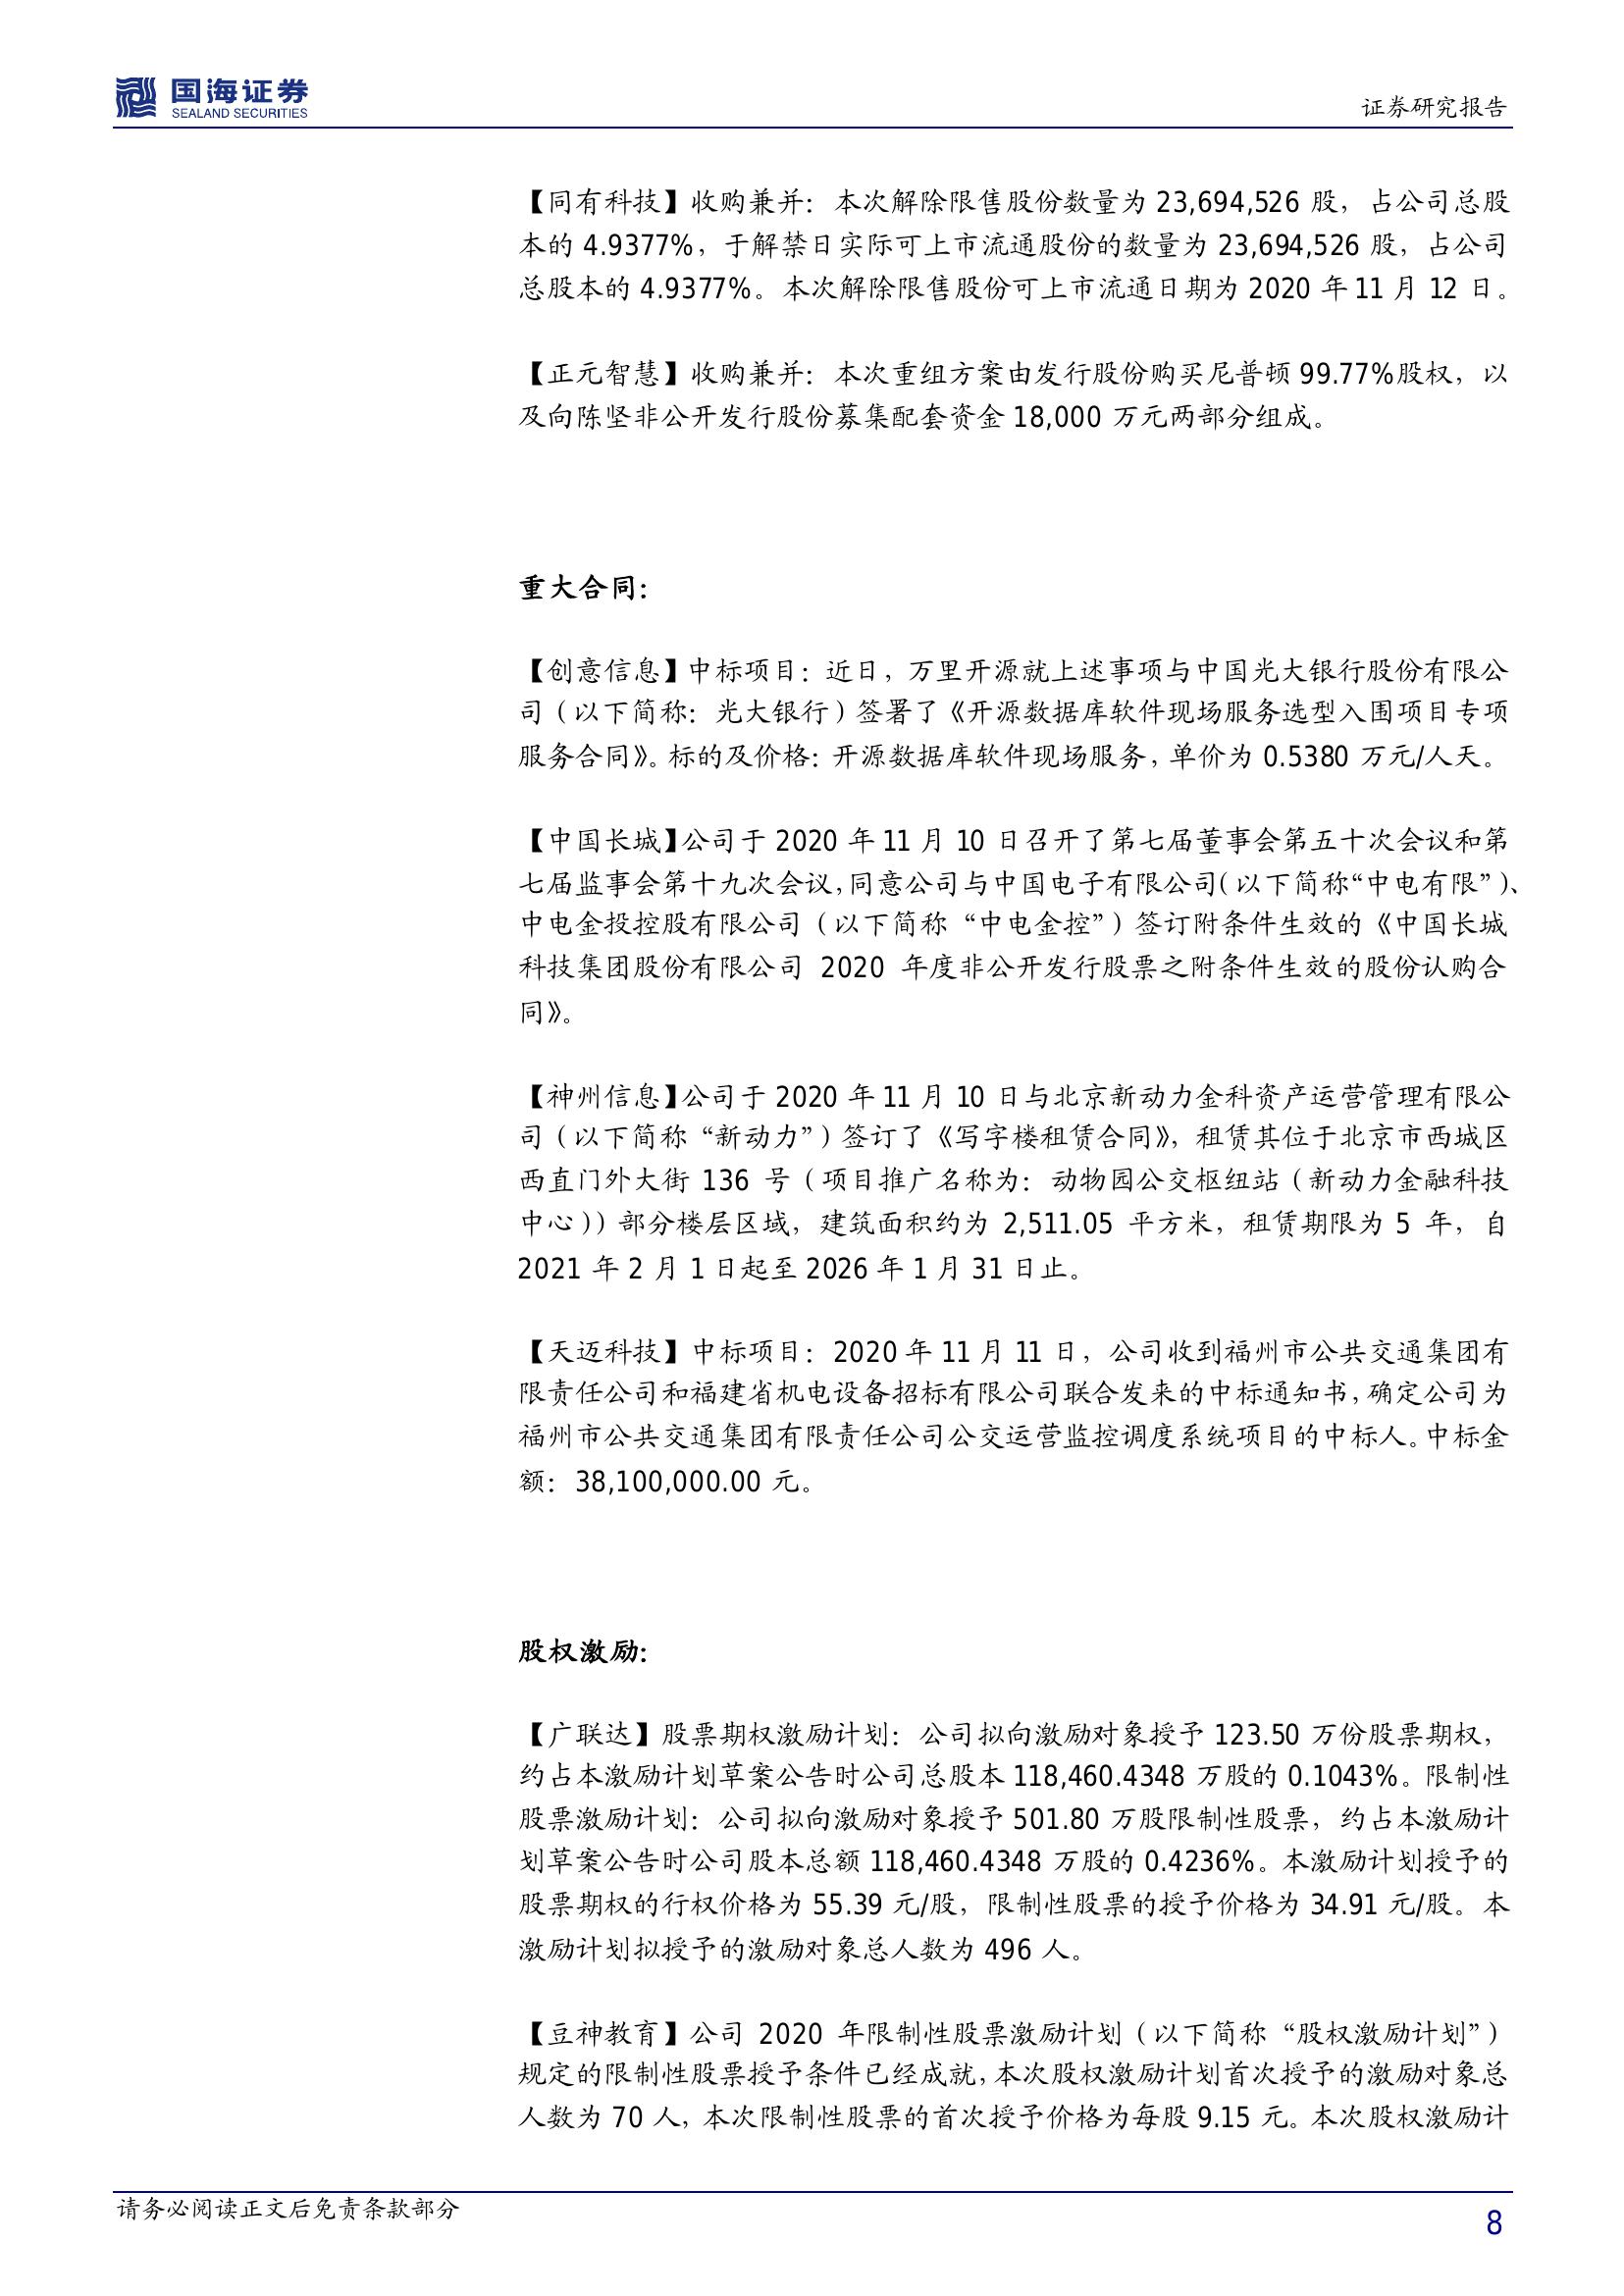 国海证券
SEALAND SECURITIES
证券研究报告
【同有科技】收购兼并：本次解除限售股份数量为 23,694,526 股，占公司总股
本的 4.9377%，于解禁日实际可上市流通股份的数量为 23,694,526 股，占公司
总股本的 4.9377%。本次解除限售股份可上市流通日期为 2020 年 11 月 12 日。
【正元智慧】收购兼并：本次重组方案由发行股份购买尼普顿 99.77%股权，以
及向陈坚非公开发行股份募集配套资金 18,000 万元两部分组成。
重大合同：
【创意信息】中标项目：近日，万里开源就上述事项与中国光大银行股份有限公
司（以下简称：光大银行）签署了《开源数据库软件现场服务选型入围项目专项
服务合同》。标的及价格：开源数据库软件现场服务，单价为 0.5380 万元/人天。
【中国长城】公司于 2020 年 11 月 10 日召开了第七届董事会第五十次会议和第
七届监事会第十九次会议，同意公司与中国电子有限公司（以下简称“中电有限”）、
中电金投控股有限公司（以下简称“中电金控”）签订附条件生效的《中国长城
科技集团股份有限公司 2020 年度非公开发行股票之附条件生效的股份认购合
同》。
【神州信息】公司于 2020 年 11 月 10 日与北京新动力金科资产运营管理有限公
司（以下简称“新动力”）签订了《写字楼租赁合同》，租赁其位于北京市西城区
西直门外大街 136 号（项目推广名称为：动物园公交枢纽站（新动力金融科技
中心））部分楼层区域，建筑面积约为 2,511.05 平方米，租赁期限为 5 年，自
2021 年 2 月 1 日起至 2026 年 1 月 31 日止。
【天迈科技】中标项目：2020 年 11 月 11 日，公司收到福州市公共交通集团有
限责任公司和福建省机电设备招标有限公司联合发来的中标通知书，确定公司为
福州市公共交通集团有限责任公司公交运营监控调度系统项目的中标人。中标金
额：38,100,000.00 元。
股权激励：
【广联达】股票期权激励计划：公司拟向激励对象授予 123.50 万份股票期权，
约占本激励计划草案公告时公司总股本 118,460.4348 万股的 0.1043%。限制性
股票激励计划：公司拟向激励对象授予 501.80 万股限制性股票，约占本激励计
划草案公告时公司股本总额 118,460.4348 万股的 0.4236%。本激励计划授予的
股票期权的行权价格为 55.39 元/股，限制性股票的授予价格为 34.91 元/股。本
激励计划拟授予的激励对象总人数为 496 人。
【豆神教育】公司 2020 年限制性股票激励计划（以下简称“股权激励计划”）
规定的限制性股票授予条件已经成就，本次股权激励计划首次授予的激励对象总
人数为 70 人，本次限制性股票的首次授予价格为每股 9.15 元。本次股权激励计
请务必阅读正文后免责条款部分
8